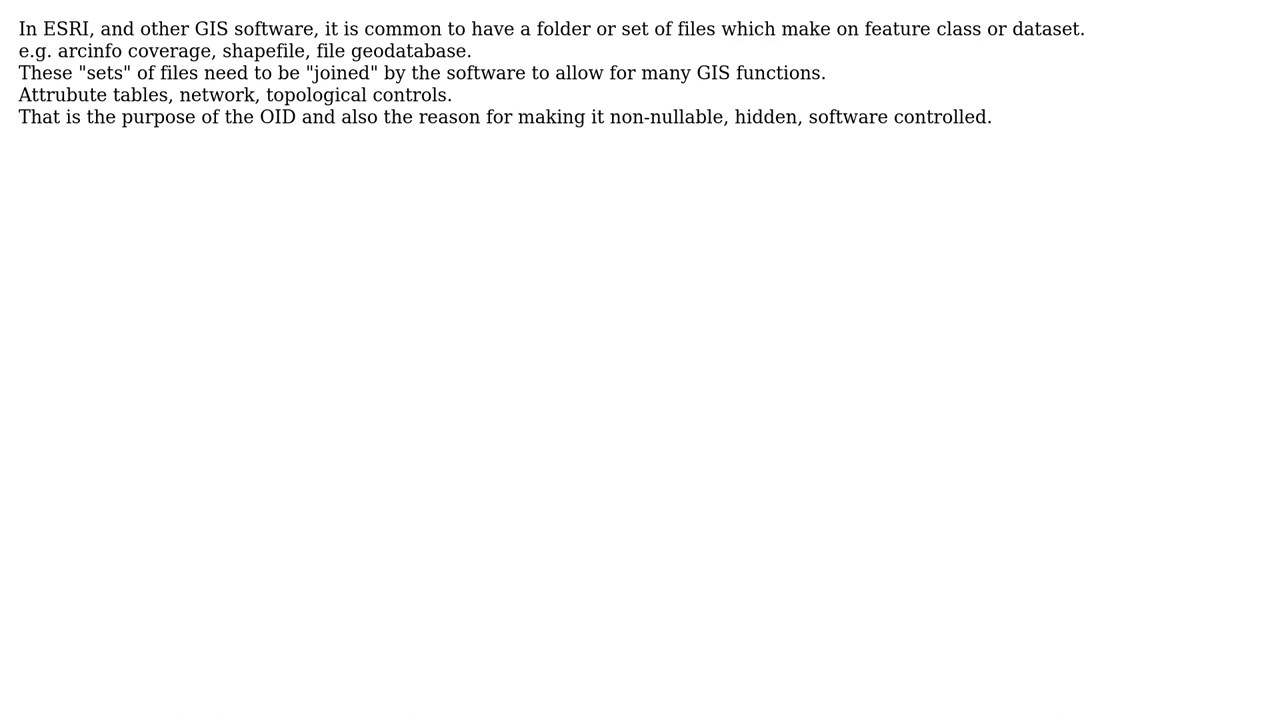 In ESRI, and other GIS software, it is common to have a folder or set of files which make on feature class or dataset.
e.g. arcinfo coverage, shapefile, file geodatabase.
These "sets" of files need to be "joined" by the software to allow for many GIS functions.
Attrubute tables, network, topological controls.
That is the purpose of the OID and also the reason for making it non-nullable, hidden, software controlled.